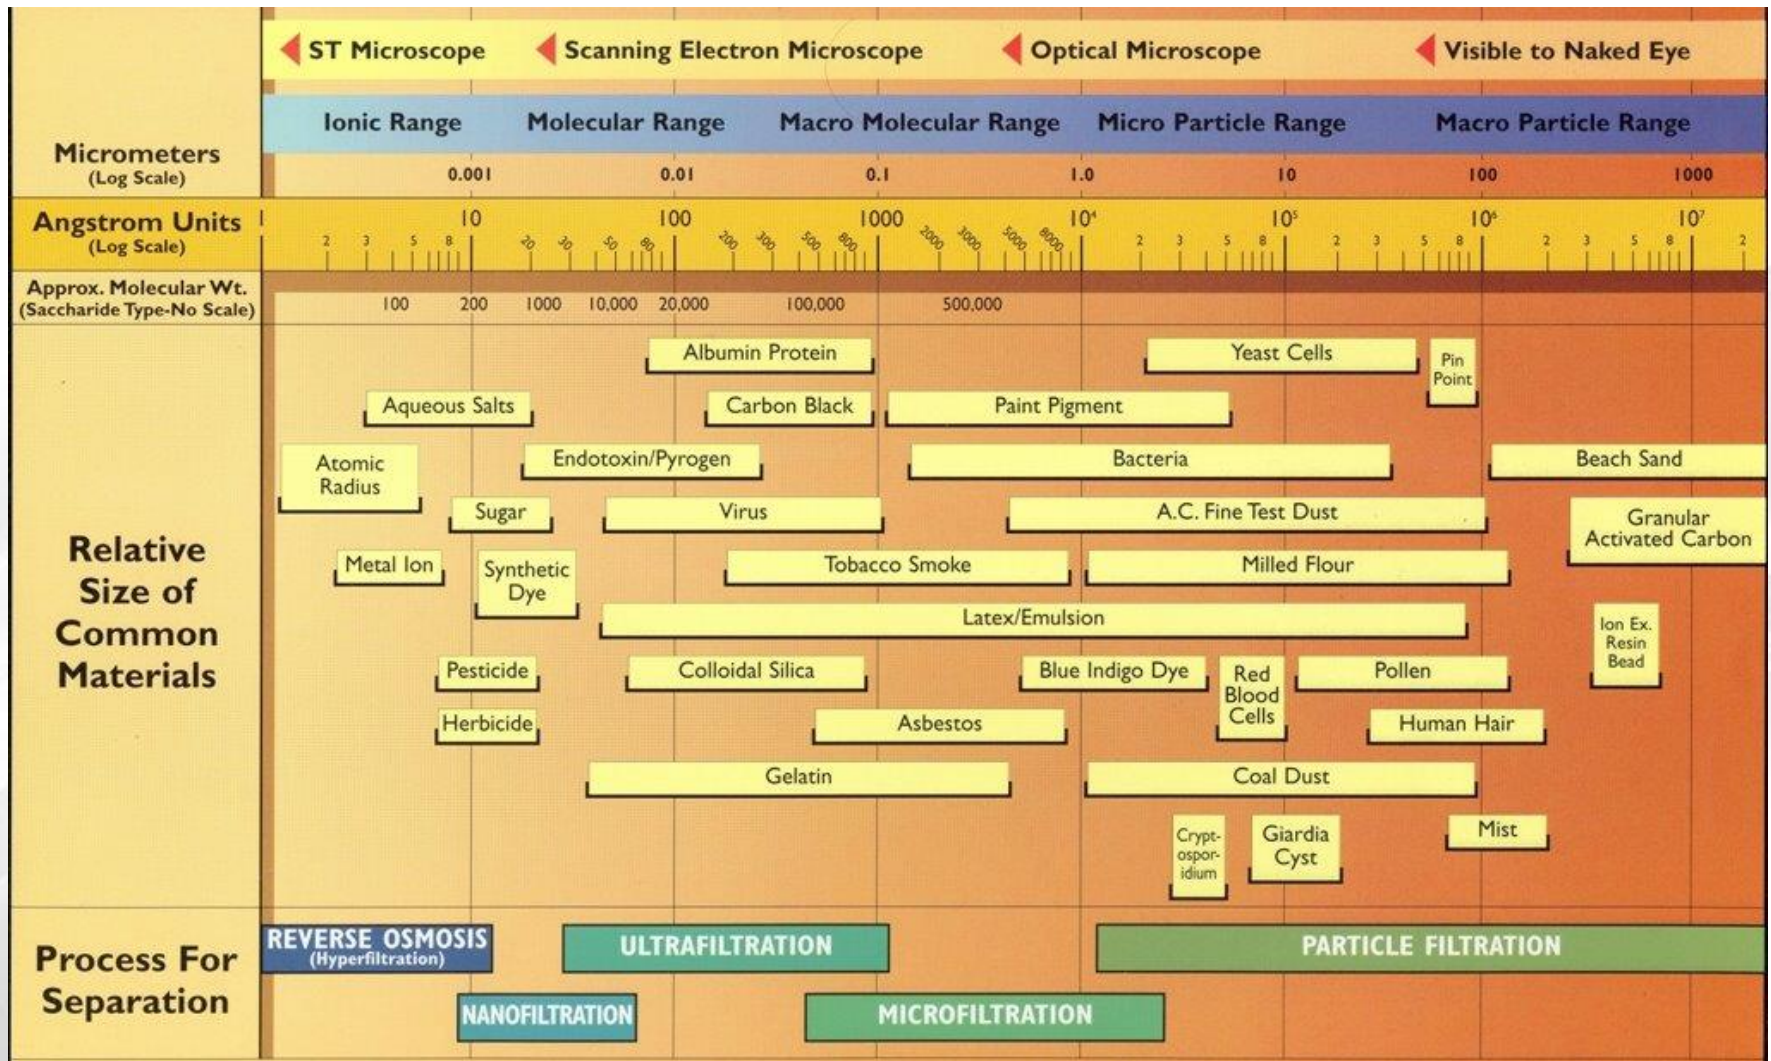 ST Microscope Scanning Electron Microscope Optical Microscope Visible to Naked Eye
Ionic Range Molecular Range Macro Molecular Range Micro Particle Range Macro Particle Range
Micrometers
(Log Scale)
0.001 0.01 0.1 1.0 10 100 1000
Angstrom Units
(Log Scale)
1 10 100 1000 10⁴ 10⁵ 10⁶ 10⁷
2 3 5 8 20 30 50 80 200 300 500 800 2000 3000 5000 8000 2 3 5 8 2 3 5 8 2 3 5 8 2
Approx. Molecular Wt.
(Saccharide Type-No Scale)
100 200 1000 10,000 20,000 100,000 500,000
Relative
Size of
Common
Materials
Albumin Protein
Yeast Cells
Pin
Point
Aqueous Salts
Carbon Black
Paint Pigment
Atomic
Radius
Endotoxin/Pyrogen
Bacteria
Beach Sand
Sugar
Virus
A.C. Fine Test Dust
Granular
Activated Carbon
Metal Ion
Synthetic
Dye
Tobacco Smoke
Milled Flour
Latex/Emulsion
Ion Ex.
Resin
Bead
Pesticide
Colloidal Silica
Blue Indigo Dye
Red
Blood
Cells
Pollen
Herbicide
Asbestos
Human Hair
Gelatin
Coal Dust
Crypt-
ospor-
idium
Giardia
Cyst
Mist
Process For
Separation
REVERSE OSMOSIS
(Hyperfiltration)
ULTRAFILTRATION
PARTICLE FILTRATION
NANOFILTRATION
MICROFILTRATION